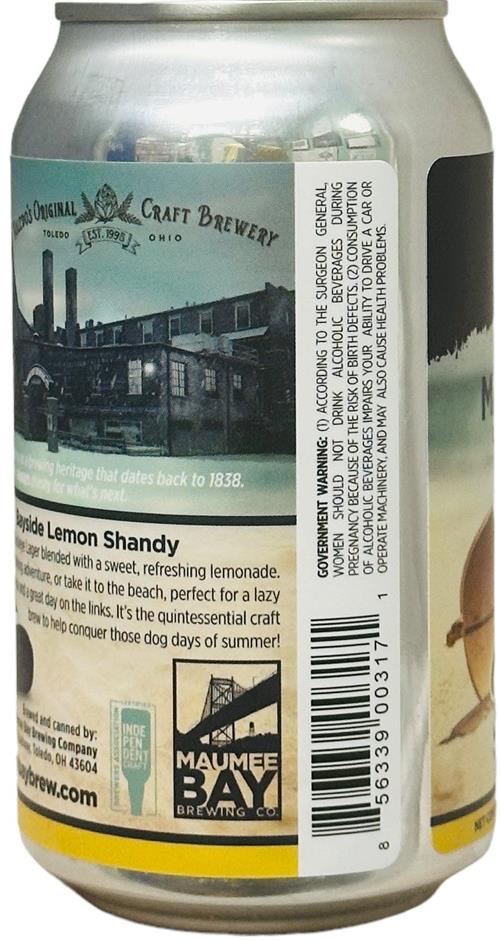 ORIGINAL CRAFT BREWERY
TOLEDO EST. 1995 OHIO
brewing heritage that dates back to 1838.
for what's next.
Bayside Lemon Shandy
Lager blended with a sweet, refreshing lemonade.
adventure, or take it to the beach, perfect for a lazy
a great day on the links. It's the quintessential craft
brew to help conquer those dog days of summer!
Brewed and canned by:
Bay Brewing Company
Toledo, OH 43604
baybrew.com
BREWERS ASSOCIATION
CERTIFIED
INDE
PEN
DENT
CRAFT
MAUMEE
BAY
BREWING CO.
GOVERNMENT WARNING: (1) ACCORDING TO THE SURGEON GENERAL,
WOMEN SHOULD NOT DRINK ALCOHOLIC BEVERAGES DURING
PREGNANCY BECAUSE OF THE RISK OF BIRTH DEFECTS. (2) CONSUMPTION
OF ALCOHOLIC BEVERAGES IMPAIRS YOUR ABILITY TO DRIVE A CAR OR
OPERATE MACHINERY, AND MAY ALSO CAUSE HEALTH PROBLEMS.
8 56339 00317 1
M